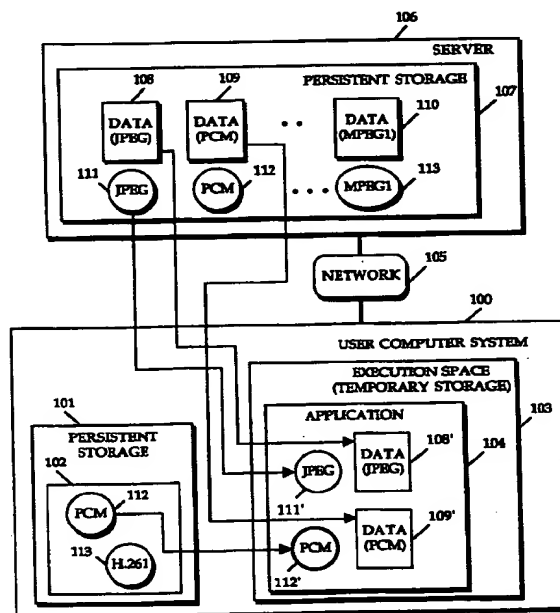 106
SERVER
108
109
PERSISTENT STORAGE
107
DATA
(JPEG)
DATA
(PCM)
DATA
(MPEG1)
110
111
JPEG
PCM
112
MPEG1
113
NETWORK
105
100
USER COMPUTER SYSTEM
EXECUTION SPACE
(TEMPORARY STORAGE)
103
101
PERSISTENT
STORAGE
102
PCM
112
113
H.261
APPLICATION
104
JPEG
111'
DATA
(JPEG)
108'
PCM
112'
DATA
(PCM)
109'